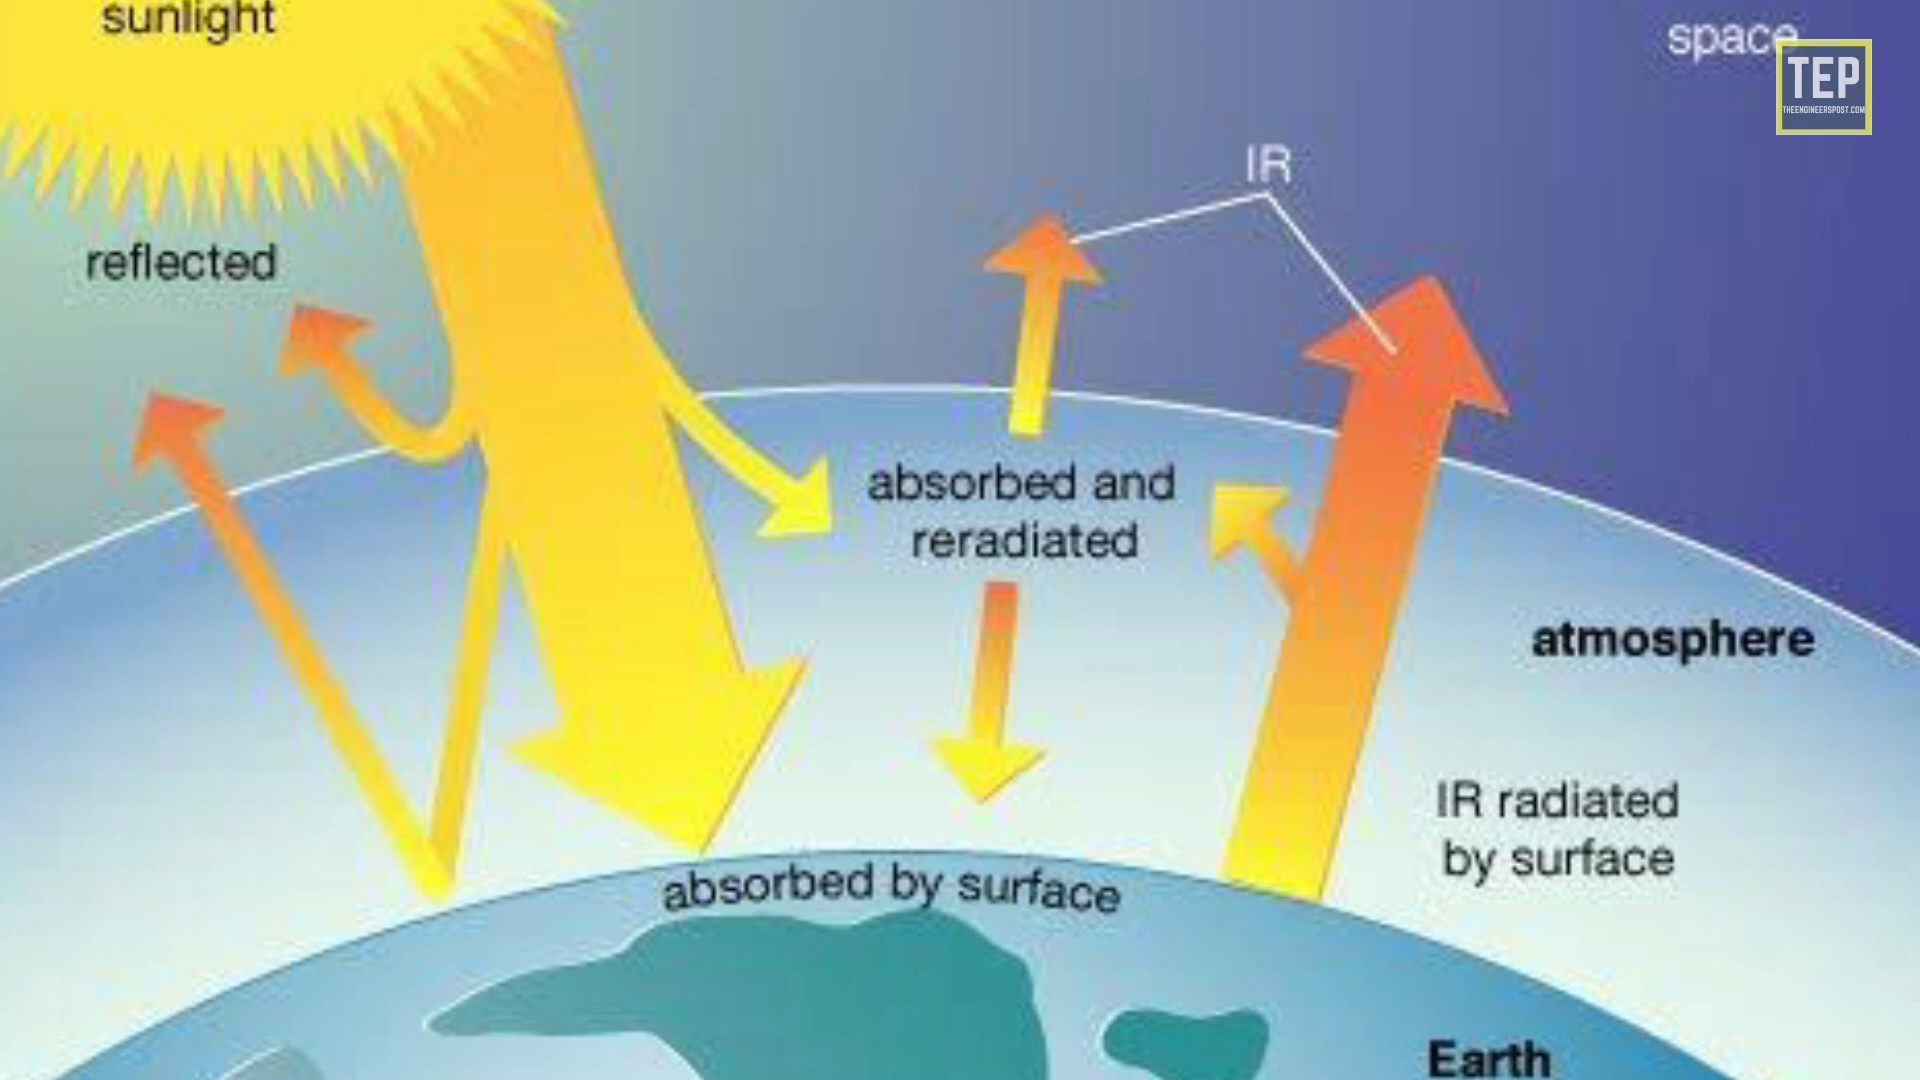 sunlight
space
TEP
THEENGINEERSPOST.COM
IR
reflected
absorbed and
reradiated
atmosphere
IR radiated
by surface
absorbed by surface
Earth